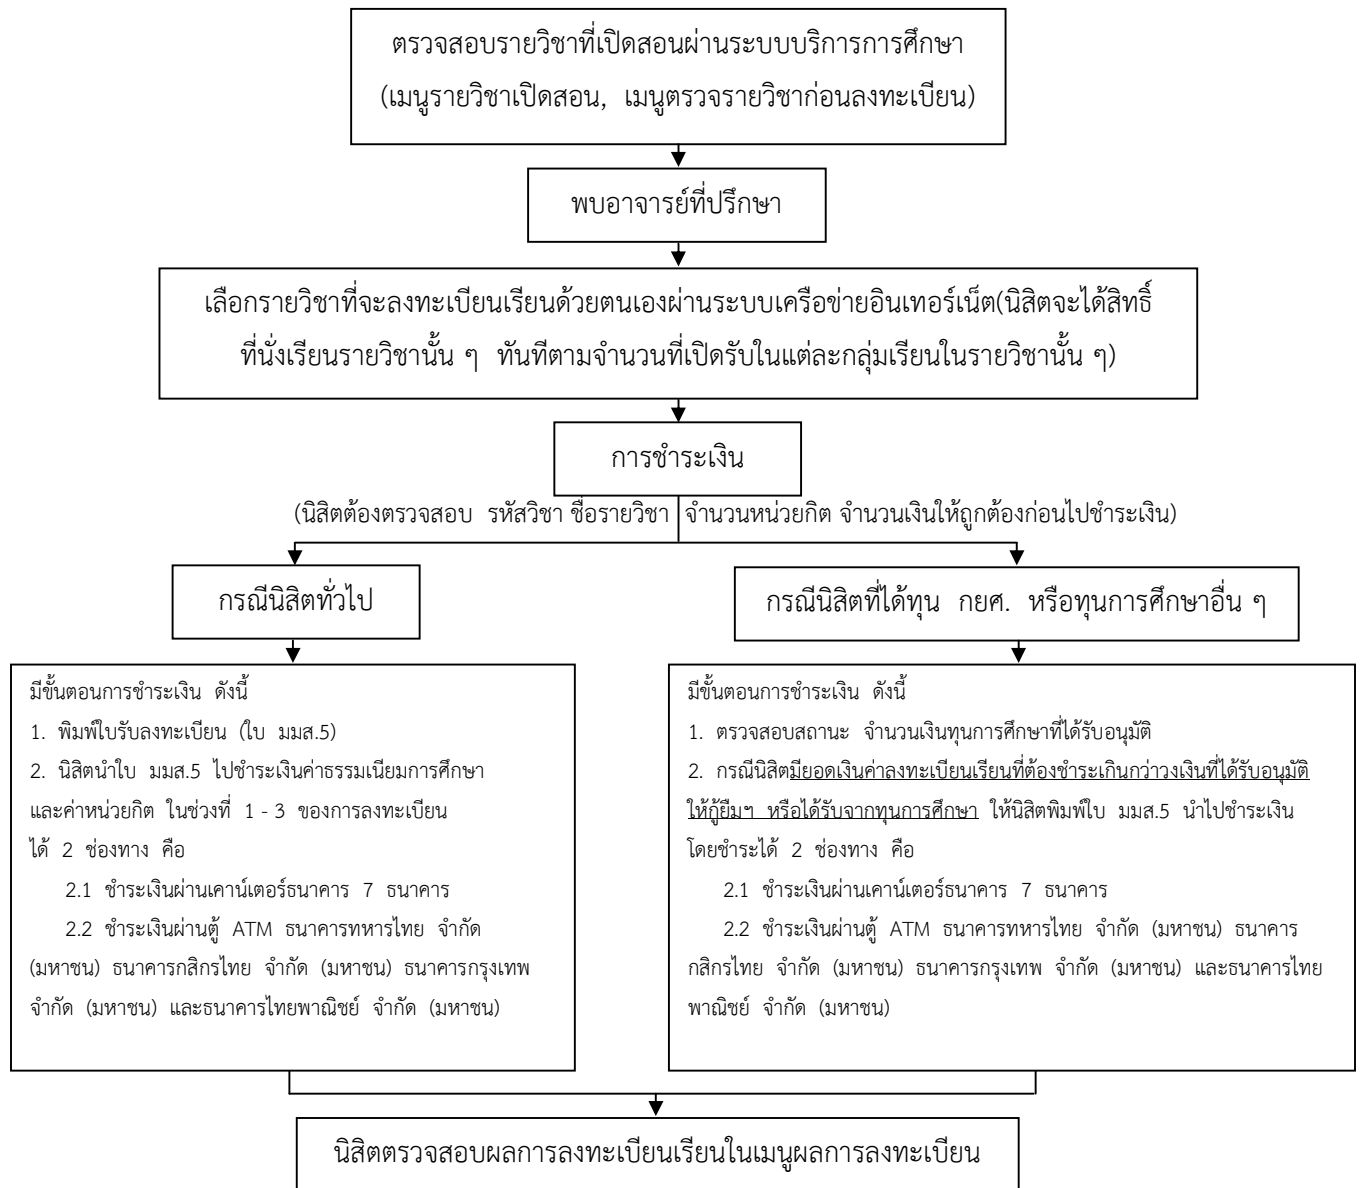 ตรวจสอบรายวิชาที่เปิดสอนผ่านระบบบริการการศึกษา
(เมนูรายวิชาเปิดสอน, เมนูตรวจรายวิชาก่อนลงทะเบียน)
พบอาจารย์ที่ปรึกษา
เลือกรายวิชาที่จะลงทะเบียนเรียนด้วยตนเองผ่านระบบเครือข่ายอินเทอร์เน็ต(นิสิตจะได้สิทธิ์
ที่นั่งเรียนรายวิชานั้น ๆ ทันทีตามจำนวนที่เปิดรับในแต่ละกลุ่มเรียนในรายวิชานั้น ๆ)
การชำระเงิน
(นิสิตต้องตรวจสอบ รหัสวิชา ชื่อรายวิชา จำนวนหน่วยกิต จำนวนเงินให้ถูกต้องก่อนไปชำระเงิน)
กรณีนิสิตทั่วไป
มีขั้นตอนการชำระเงิน ดังนี้
1. พิมพ์ใบรับลงทะเบียน (ใบ มมส.5)
2. นิสิตนำใบ มมส.5 ไปชำระเงินค่าธรรมเนียมการศึกษา
และค่าหน่วยกิต ในช่วงที่ 1 - 3 ของการลงทะเบียน
ได้ 2 ช่องทาง คือ
2.1 ชำระเงินผ่านเคาน์เตอร์ธนาคาร 7 ธนาคาร
2.2 ชำระเงินผ่านตู้ ATM ธนาคารทหารไทย จำกัด
(มหาชน) ธนาคารกสิกรไทย จำกัด (มหาชน) ธนาคารกรุงเทพ
จำกัด (มหาชน) และธนาคารไทยพาณิชย์ จำกัด (มหาชน)
กรณีนิสิตที่ได้ทุน กยศ. หรือทุนการศึกษาอื่น ๆ
มีขั้นตอนการชำระเงิน ดังนี้
1. ตรวจสอบสถานะ จำนวนเงินทุนการศึกษาที่ได้รับอนุมัติ
2. กรณีนิสิตมียอดเงินค่าลงทะเบียนเรียนที่ต้องชำระเกินกว่าวงเงินที่ได้รับอนุมัติ
ให้กู้ยืมฯ หรือได้รับจากทุนการศึกษา ให้นิสิตพิมพ์ใบ มมส.5 นำไปชำระเงิน
โดยชำระได้ 2 ช่องทาง คือ
2.1 ชำระเงินผ่านเคาน์เตอร์ธนาคาร 7 ธนาคาร
2.2 ชำระเงินผ่านตู้ ATM ธนาคารทหารไทย จำกัด (มหาชน) ธนาคาร
กสิกรไทย จำกัด (มหาชน) ธนาคารกรุงเทพ จำกัด (มหาชน) และธนาคารไทย
พาณิชย์ จำกัด (มหาชน)
นิสิตตรวจสอบผลการลงทะเบียนเรียนในเมนูผลการลงทะเบียน